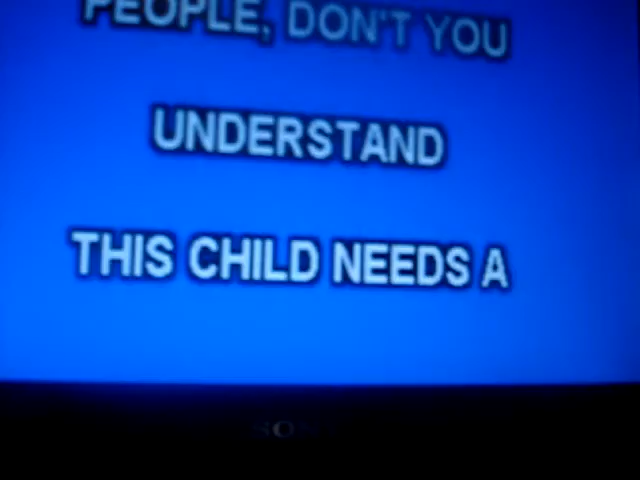 PEOPLE, DON'T YOU
UNDERSTAND
THIS CHILD NEEDS A